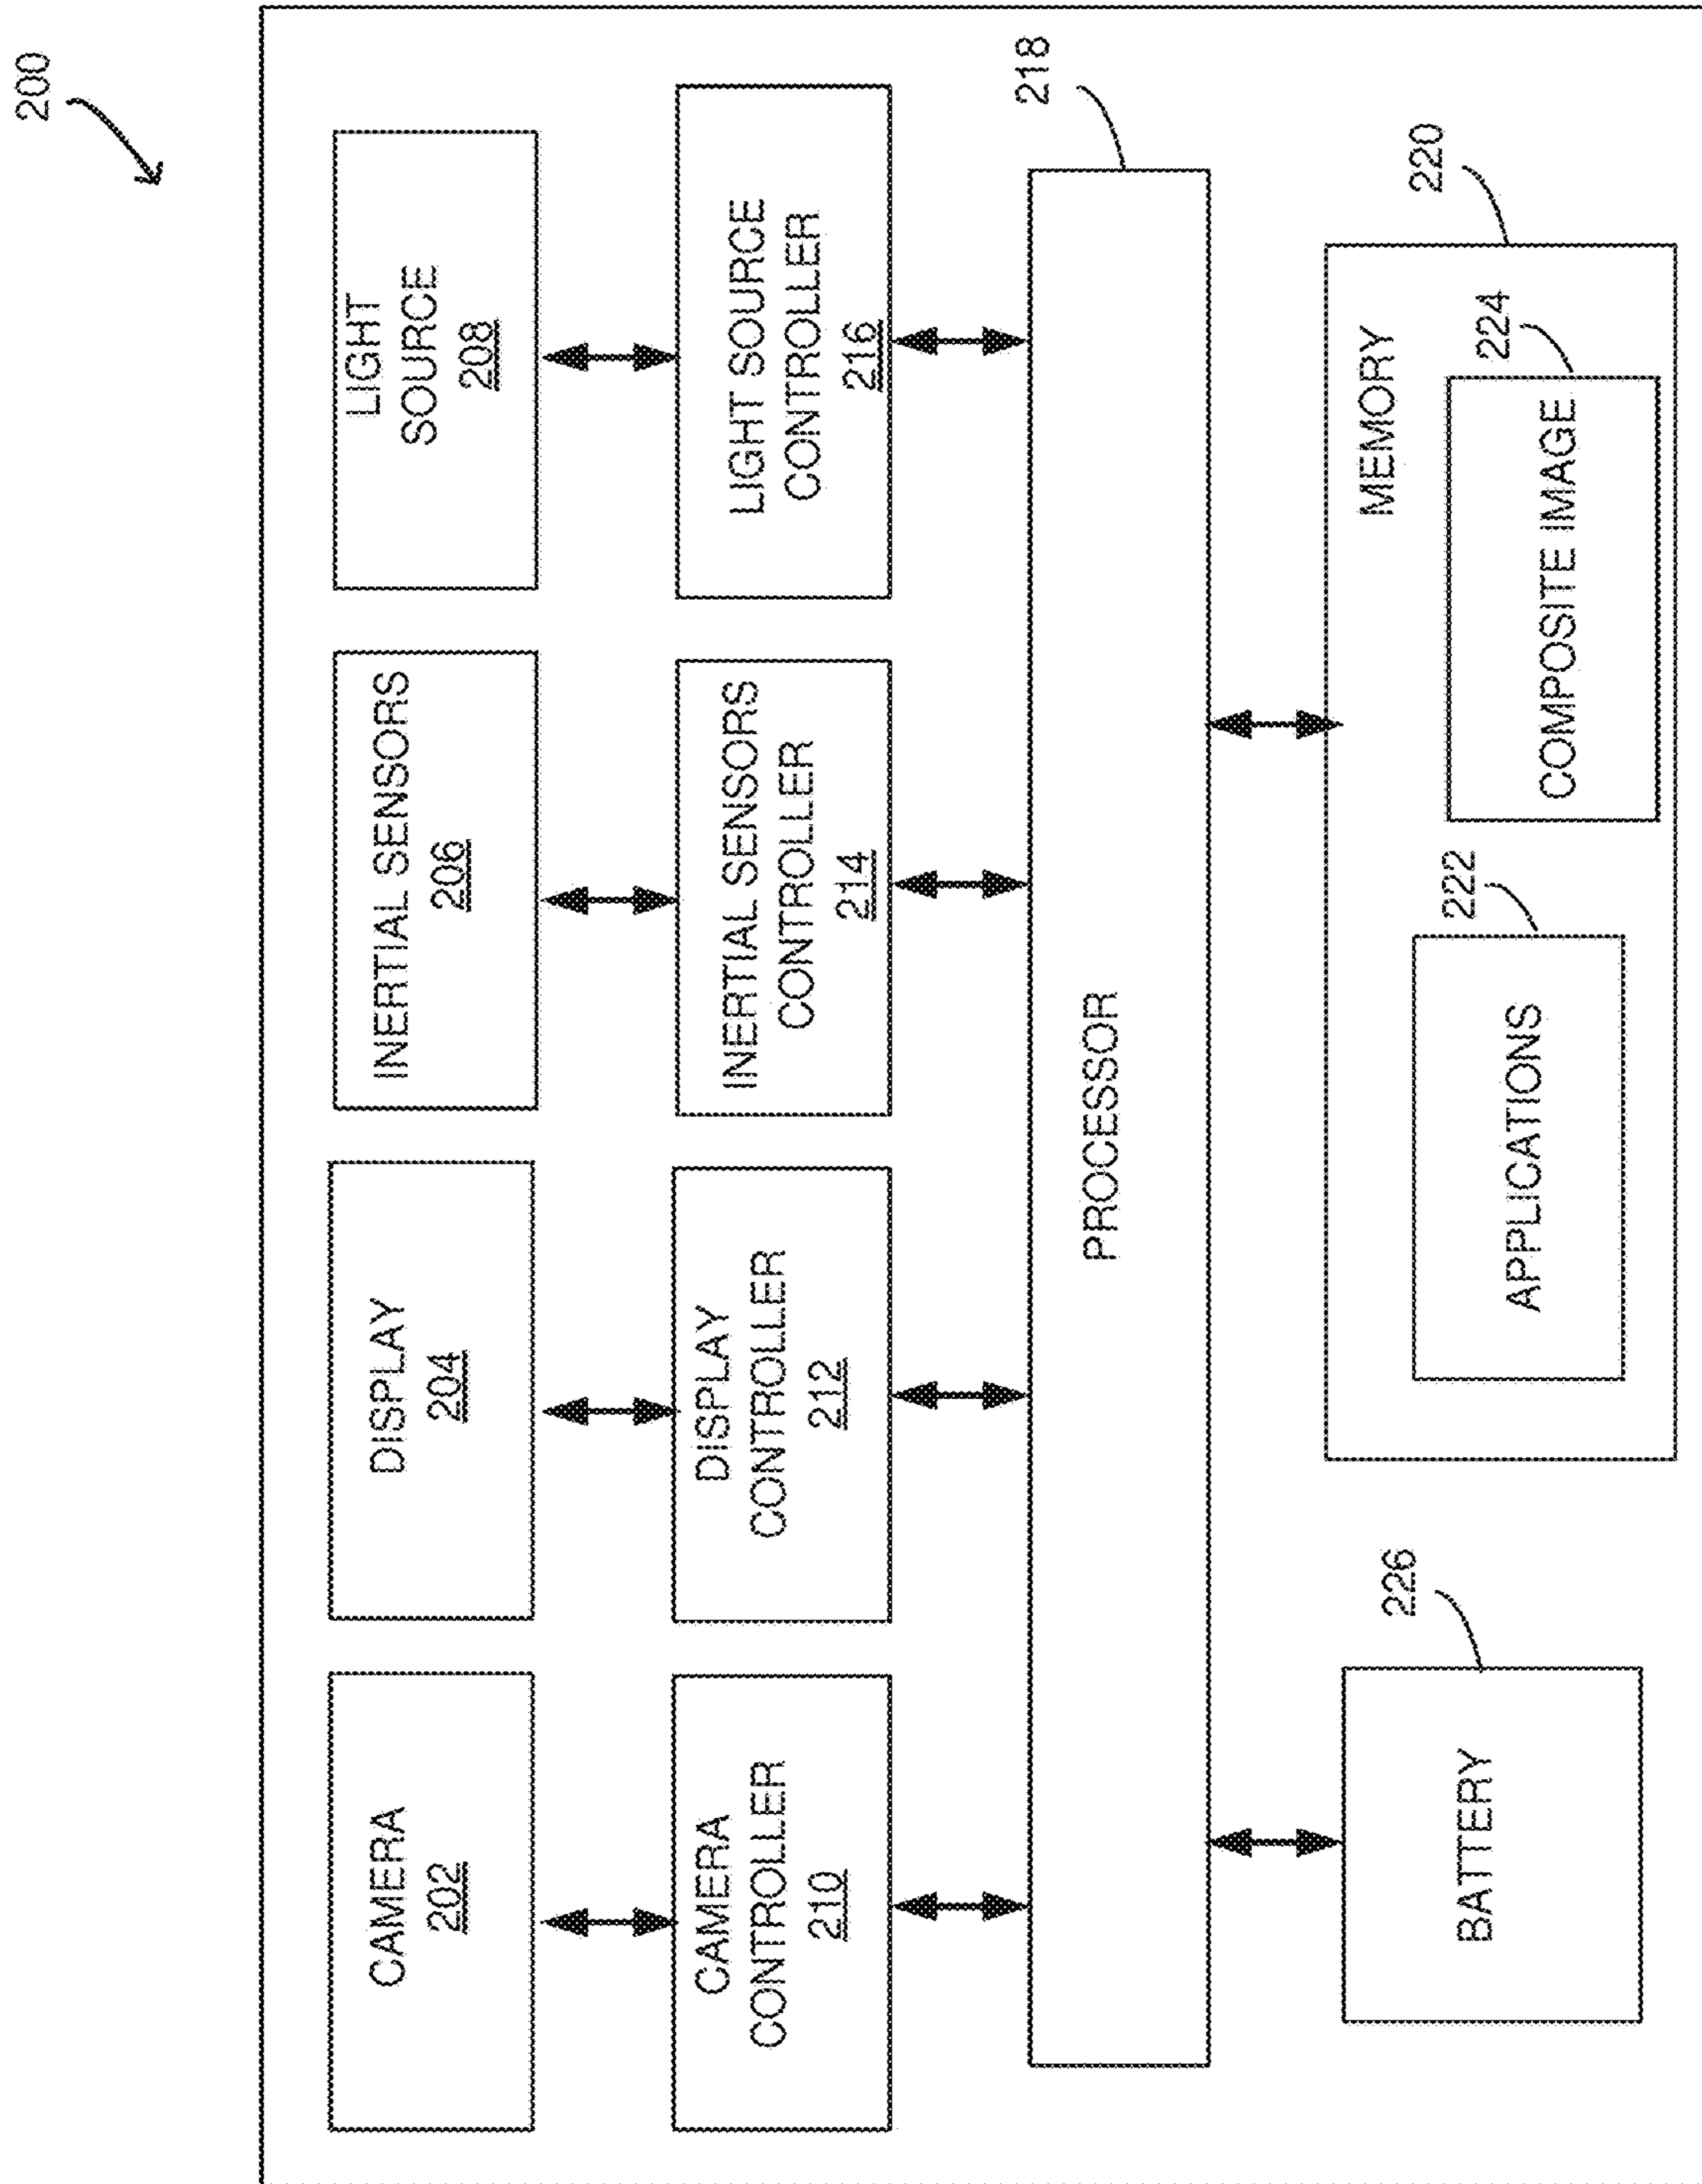 200
CAMERA
202
DISPLAY
204
INERTIAL SENSORS
206
LIGHT
SOURCE
208
CAMERA
CONTROLLER
210
DISPLAY
CONTROLLER
212
INERTIAL SENSORS
CONTROLLER
214
LIGHT SOURCE
CONTROLLER
216
218
PROCESSOR
226
BATTERY
220
MEMORY
222
APPLICATIONS
224
COMPOSITE IMAGE